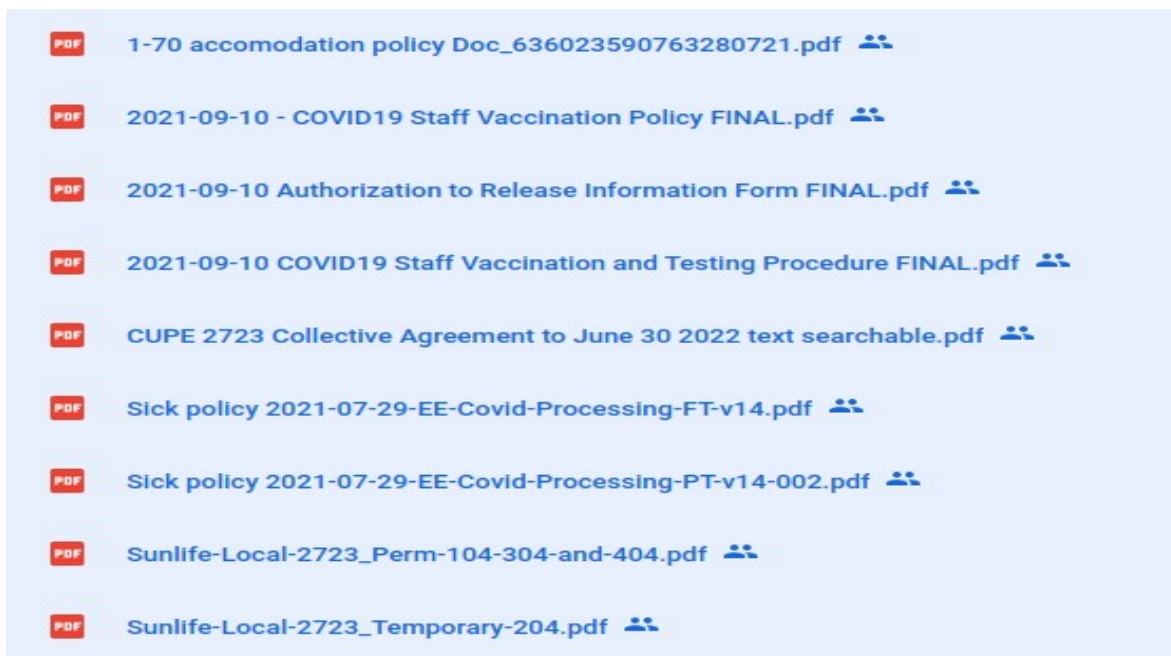 PDF 1-70 accomodation policy Doc_636023590763280721.pdf
PDF 2021-09-10 - COVID19 Staff Vaccination Policy FINAL.pdf
PDF 2021-09-10 Authorization to Release Information Form FINAL.pdf
PDF 2021-09-10 COVID19 Staff Vaccination and Testing Procedure FINAL.pdf
PDF CUPE 2723 Collective Agreement to June 30 2022 text searchable.pdf
PDF Sick policy 2021-07-29-EE-Covid-Processing-FT-v14.pdf
PDF Sick policy 2021-07-29-EE-Covid-Processing-PT-v14-002.pdf
PDF Sunlife-Local-2723_Perm-104-304-and-404.pdf
PDF Sunlife-Local-2723_Temporary-204.pdf